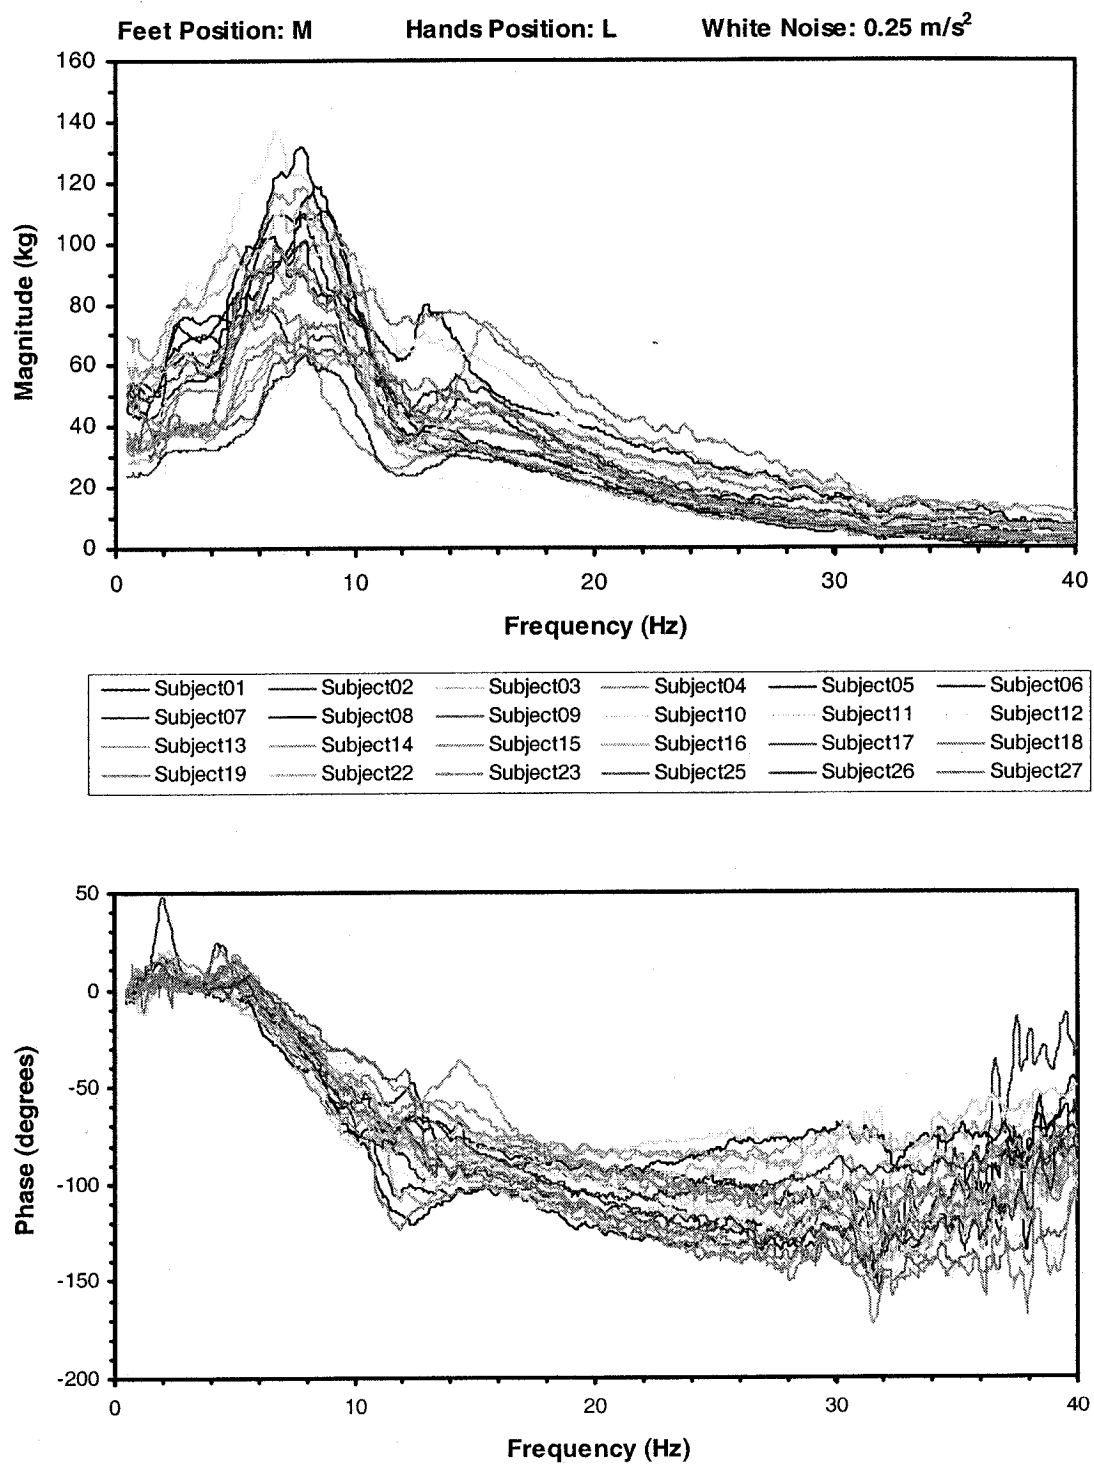 Feet Position: M Hands Position: L White Noise: 0.25 m/s²
160
140
120
100
80
60
40
20
0
Magnitude (kg)
0 10 20 30 40
Frequency (Hz)
Subject01 Subject02 Subject03 Subject04 Subject05 Subject06
Subject07 Subject08 Subject09 Subject10 Subject11 Subject12
Subject13 Subject14 Subject15 Subject16 Subject17 Subject18
Subject19 Subject22 Subject23 Subject25 Subject26 Subject27
50
0
-50
-100
-150
-200
Phase (degrees)
0 10 20 30 40
Frequency (Hz)